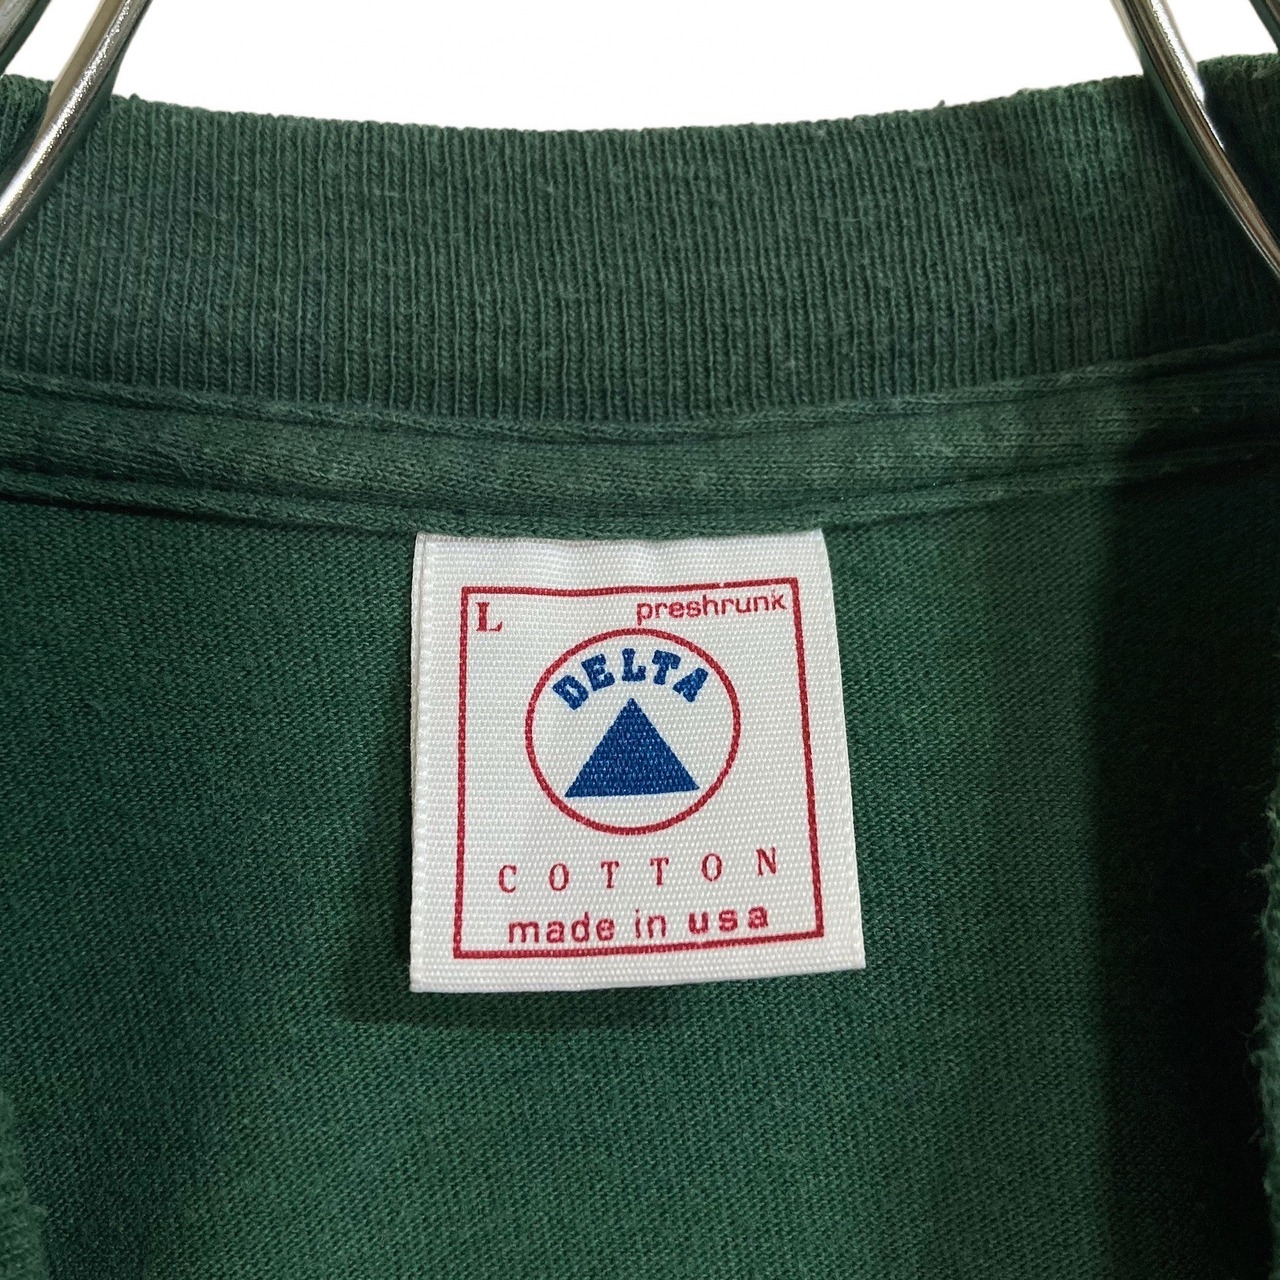 L preshrunk
DELTA
COTTON
made in usa